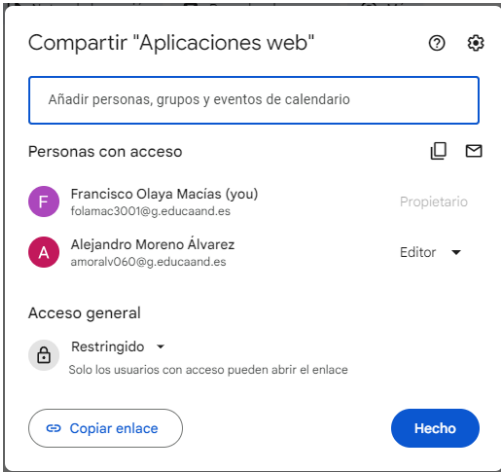 Compartir "Aplicaciones web"
Añadir personas, grupos y eventos de calendario
Personas con acceso
F
Francisco Olaya Macías (you)
folamac3001@g.educaand.es
Propietario
A
Alejandro Moreno Álvarez
amoralv060@g.educaand.es
Editor
Acceso general
Restringido
Solo los usuarios con acceso pueden abrir el enlace
Copiar enlace
Hecho